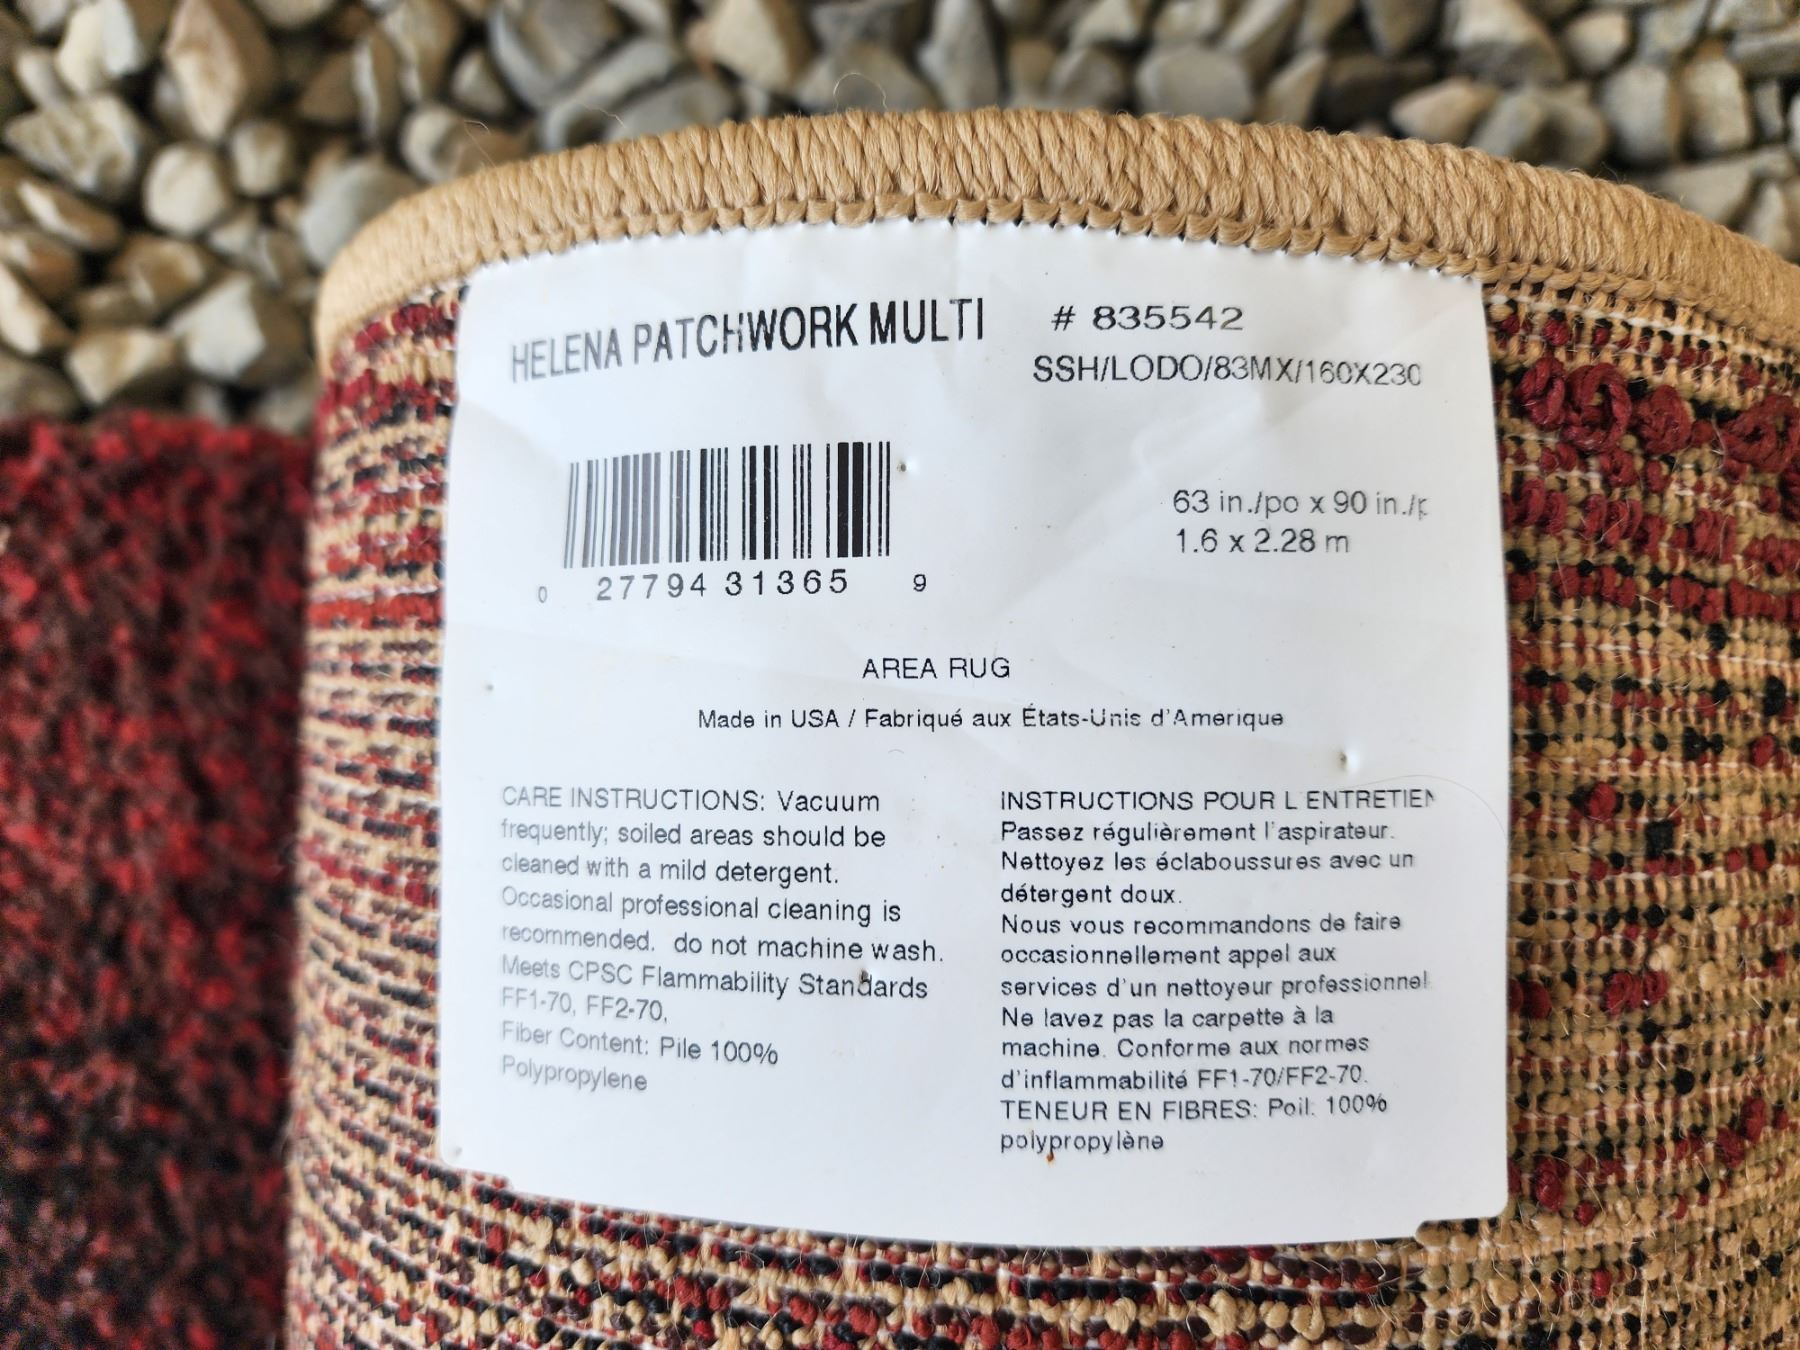 HELENA PATCHWORK MULTI
# 835542
SSH/LODO/83MX/160X230
0 27794 31365 9
63 in./po x 90 in./p
1.6 x 2.28 m
AREA RUG
Made in USA / Fabriqué aux États-Unis d'Amerique
CARE INSTRUCTIONS: Vacuum
frequently; soiled areas should be
cleaned with a mild detergent.
Occasional professional cleaning is
recommended. do not machine wash.
Meets CPSC Flammability Standards
FF1-70, FF2-70,
Fiber Content: Pile 100%
Polypropylene
INSTRUCTIONS POUR L ENTRETIEN
Passez régulièrement l'aspirateur.
Nettoyez les éclaboussures avec un
détergent doux.
Nous vous recommandons de faire
occasionnellement appel aux
services d'un nettoyeur professionnel
Ne lavez pas la carpette à la
machine. Conforme aux normes
d'inflammabilité FF1-70/FF2-70.
TENEUR EN FIBRES: Poil: 100%
polypropylène